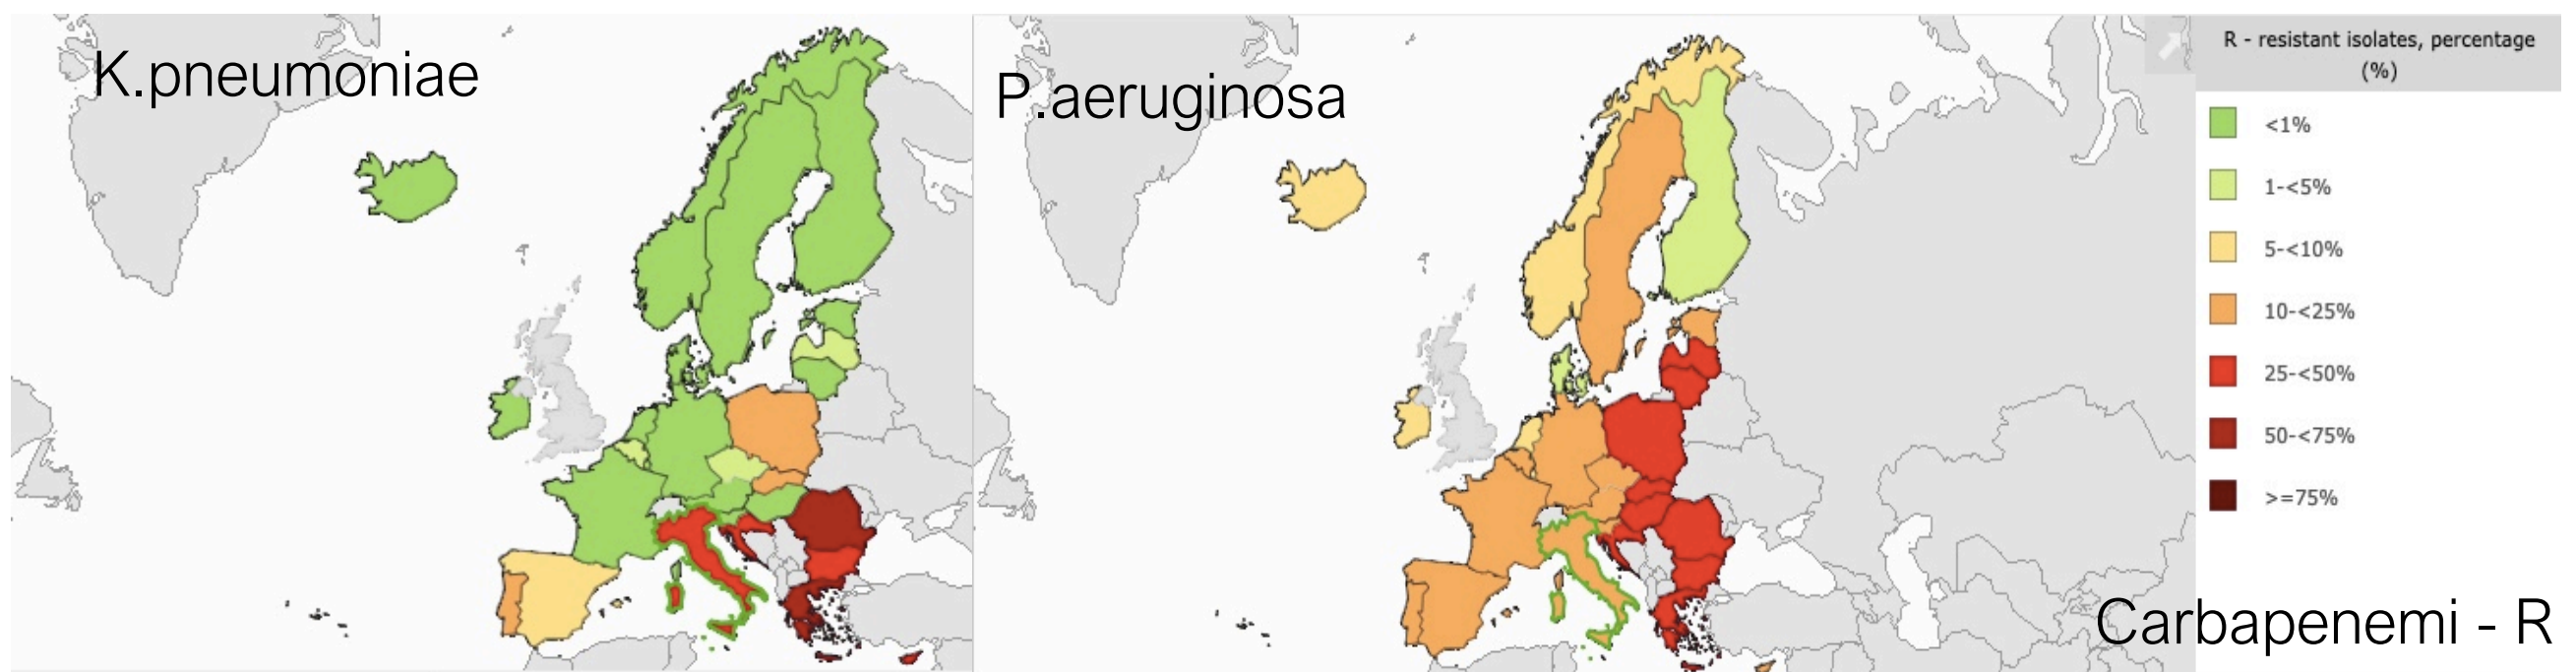 K.pneumoniae
P.aeruginosa
R - resistant isolates, percentage
(%)
<1%
1-<5%
5-<10%
10-<25%
25-<50%
50-<75%
>=75%
Carbapenemi - R